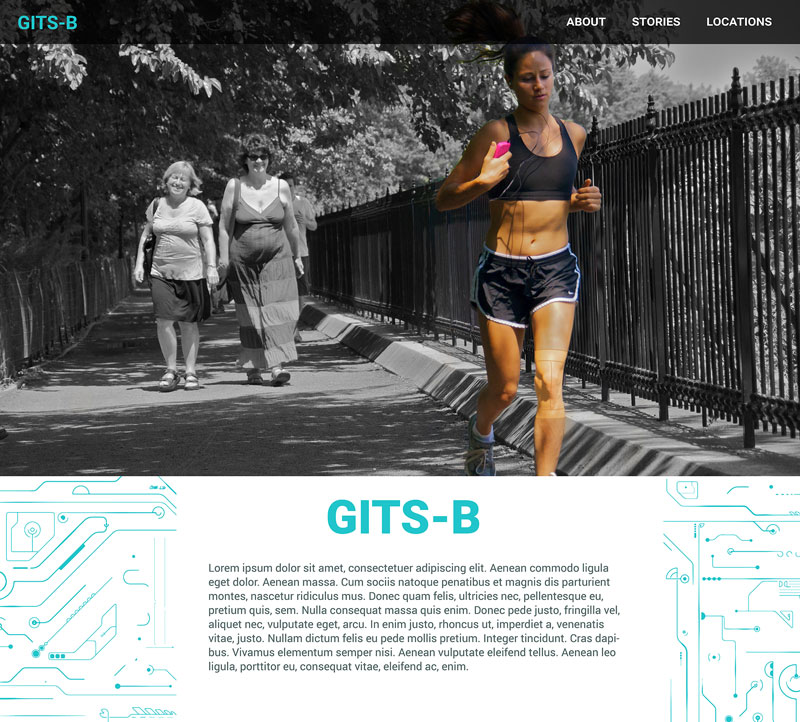 GITS-B
ABOUT STORIES LOCATIONS
GITS-B
Lorem ipsum dolor sit amet, consectetuer adipiscing elit. Aenean commodo ligula
eget dolor. Aenean massa. Cum sociis natoque penatibus et magnis dis parturient
montes, nascetur ridiculus mus. Donec quam felis, ultricies nec, pellentesque eu,
pretium quis, sem. Nulla consequat massa quis enim. Donec pede justo, fringilla vel,
aliquet nec, vulputate eget, arcu. In enim justo, rhoncus ut, imperdiet a, venenatis
vitae, justo. Nullam dictum felis eu pede mollis pretium. Integer tincidunt. Cras dapi-
bus. Vivamus elementum semper nisi. Aenean vulputate eleifend tellus. Aenean leo
ligula, porttitor eu, consequat vitae, eleifend ac, enim.